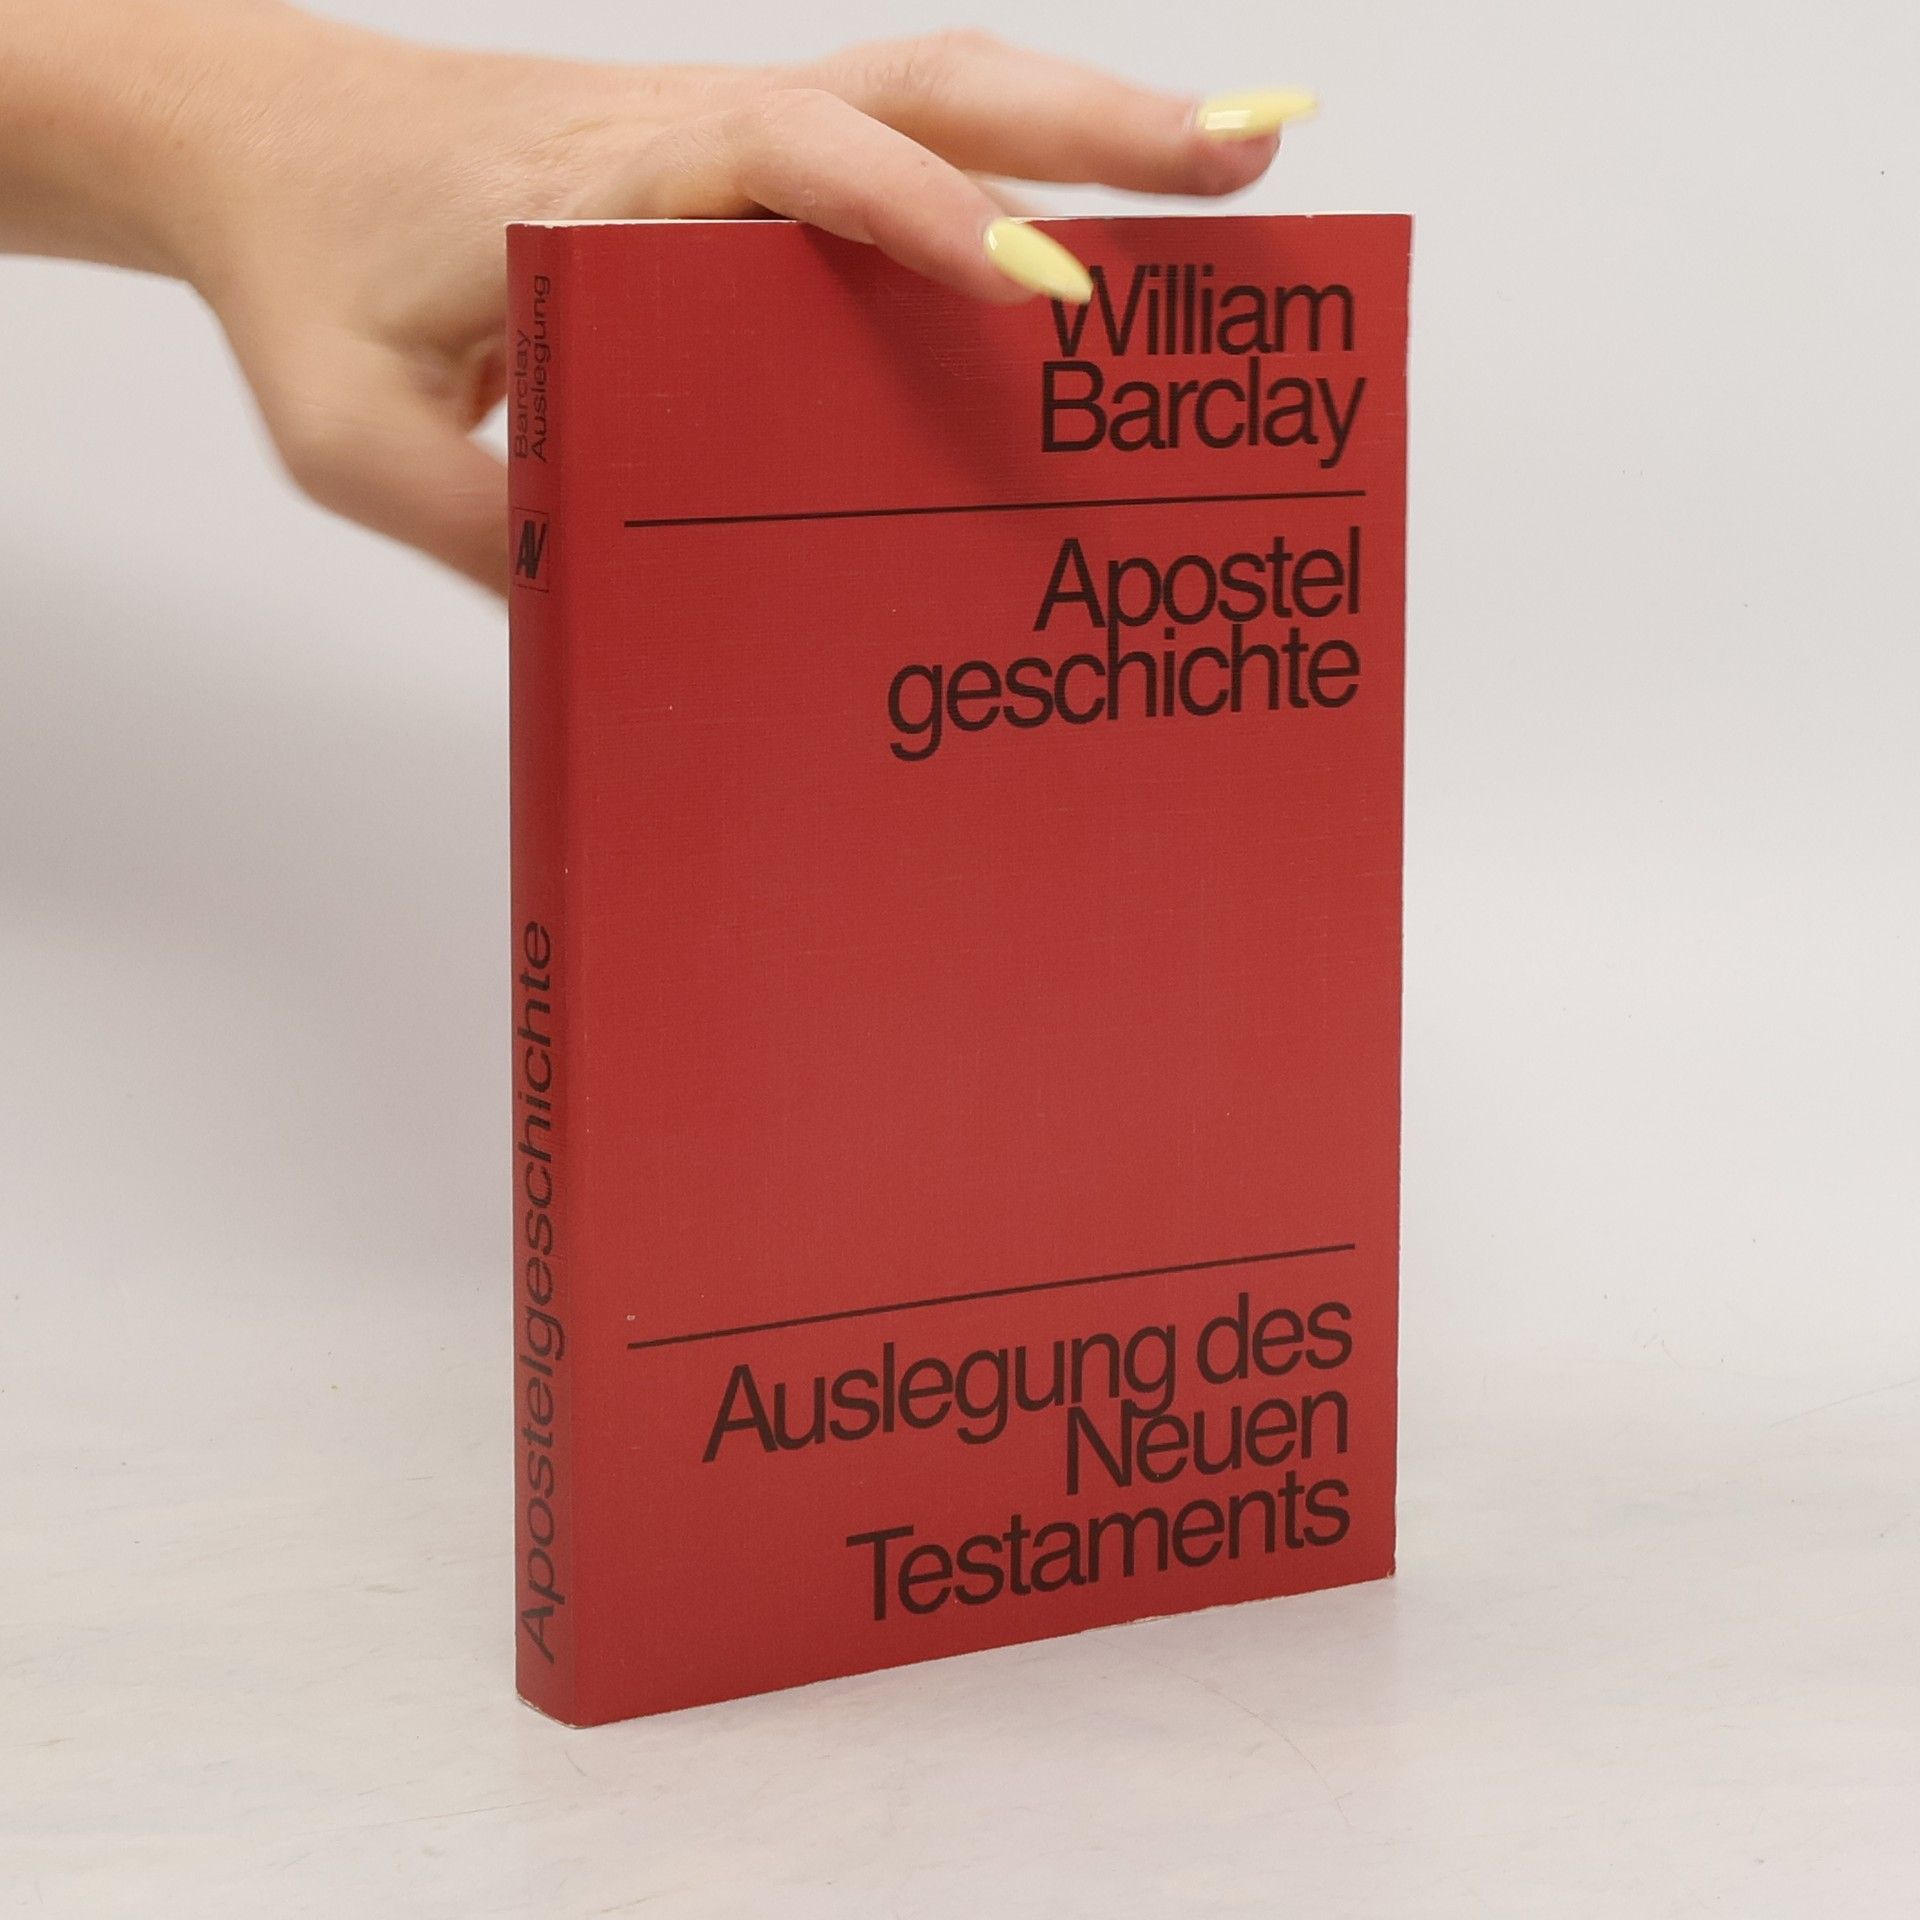 William
Barclay
Apostel
geschichte
Auslegung des
Neuen
Testaments
Barclay
Auslegung
AV
Apostelgeschichte